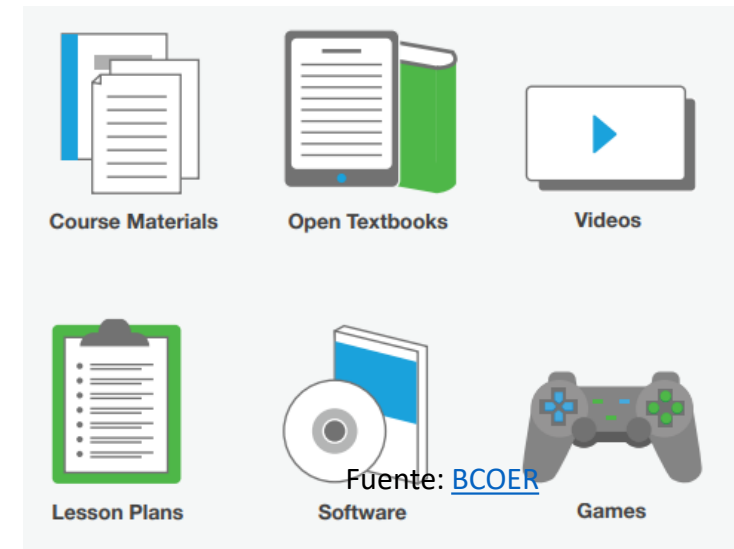 Course Materials
Open Textbooks
Videos
Fuente: BCOER
Lesson Plans
Software
Games